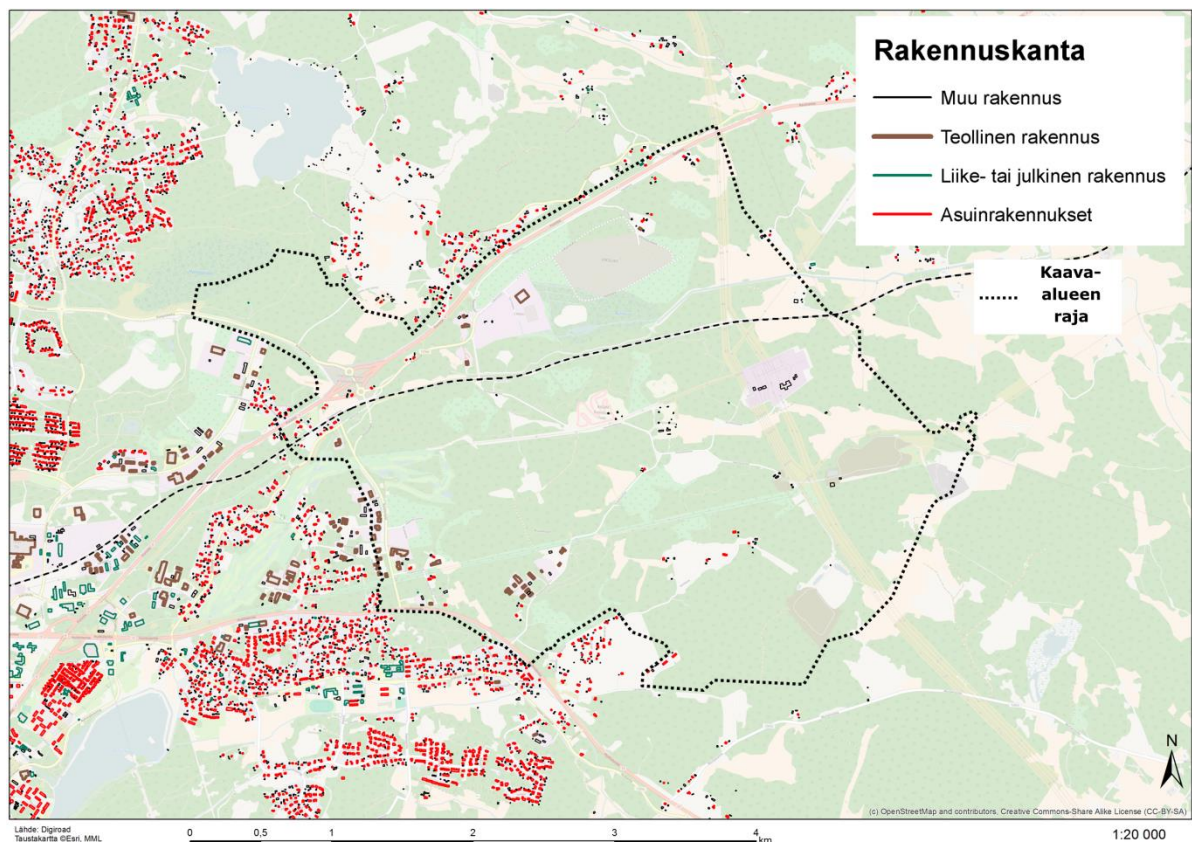 Rakennuskanta
Muu rakennus
Teollinen rakennus
Liike- tai julkinen rakennus
Asuinrakennukset
Kaava-
alueen
raja
N
(c) OpenStreetMap and contributors, Creative Commons-Share Alike License (CC-BY-SA)
Lähde: Digiroad
Taustakartta ©Esri, MML
0 0,5 1 2 3 4
km
1:20 000